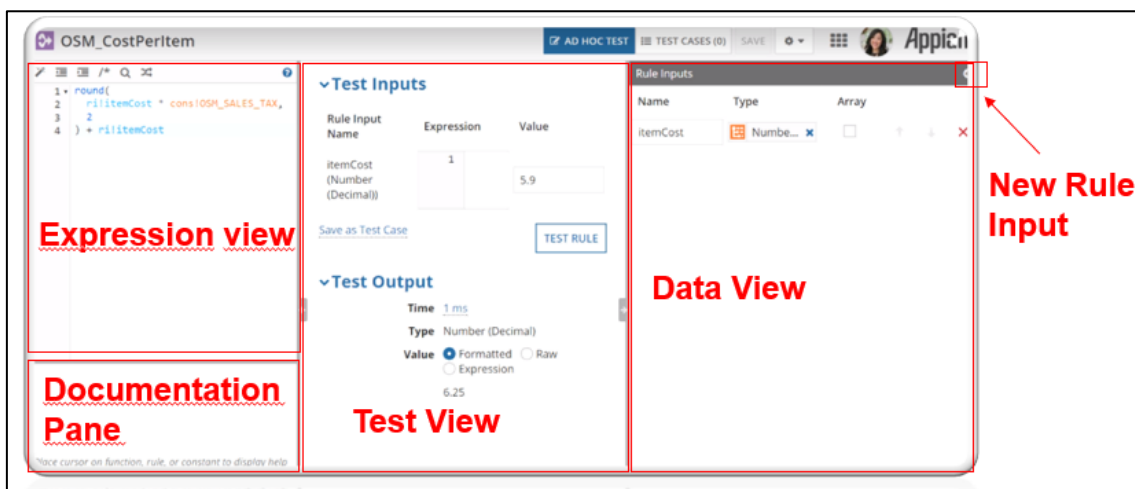 OSM_CostPerItem
AD HOC TEST
TEST CASES (0)
SAVE
Appian
/*
1 round(
2 ri!itemCost * cons!OSM_SALES_TAX,
3 2
4 ) + ri!itemCost
Expression view
Documentation
Pane
Place cursor on function, rule, or constant to display help
Test Inputs
Rule Input
Name
Expression
Value
itemCost
(Number
(Decimal))
1
5.9
Save as Test Case
TEST RULE
Test Output
Time 1 ms
Type Number (Decimal)
Value Formatted Raw
Expression
6.25
Test View
Rule Inputs
Name Type Array
itemCost Numbe...
Data View
New Rule
Input